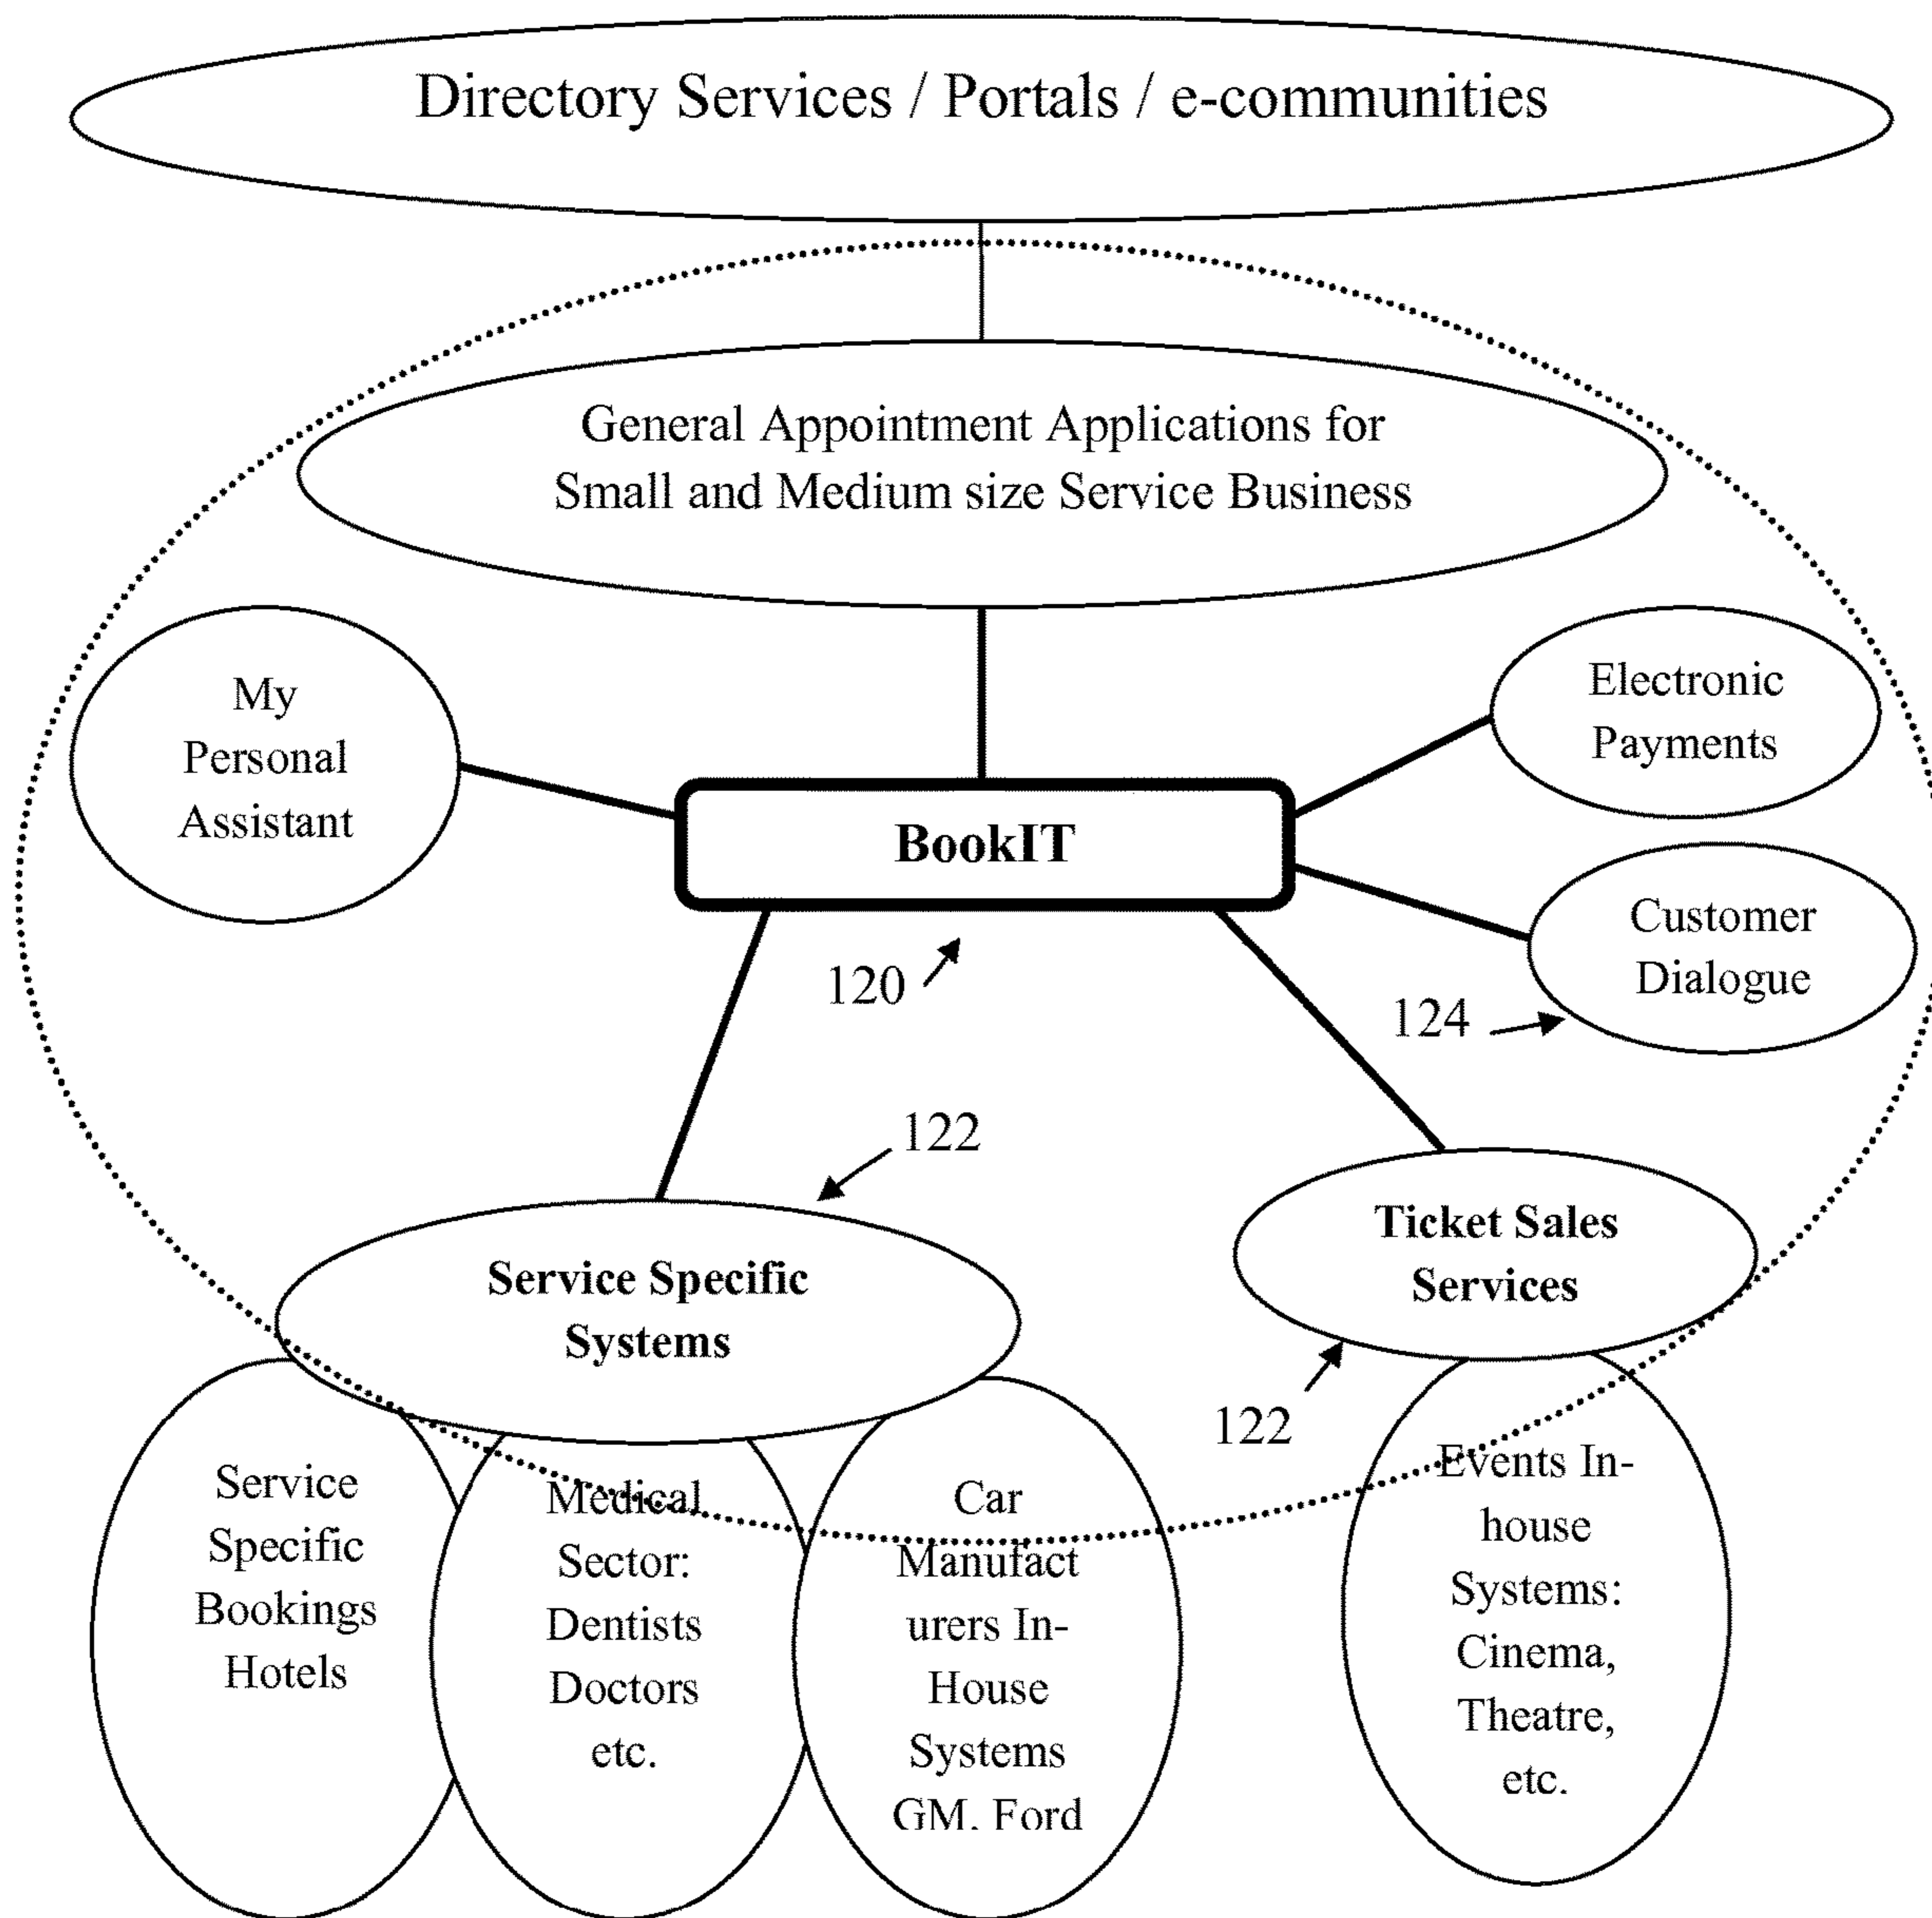 Directory Services / Portals / e-communities
General Appointment Applications for
Small and Medium size Service Business
My
Personal
Assistant
Electronic
Payments
BookIT
Customer
Dialogue
120
124
122
Service Specific
Systems
Ticket Sales
Services
122
Service
Specific
Bookings
Hotels
Medical
Sector:
Dentists
Doctors
etc.
Car
Manufact
urers In-
House
Systems
GM. Ford
Events In-
house
Systems:
Cinema,
Theatre,
etc.